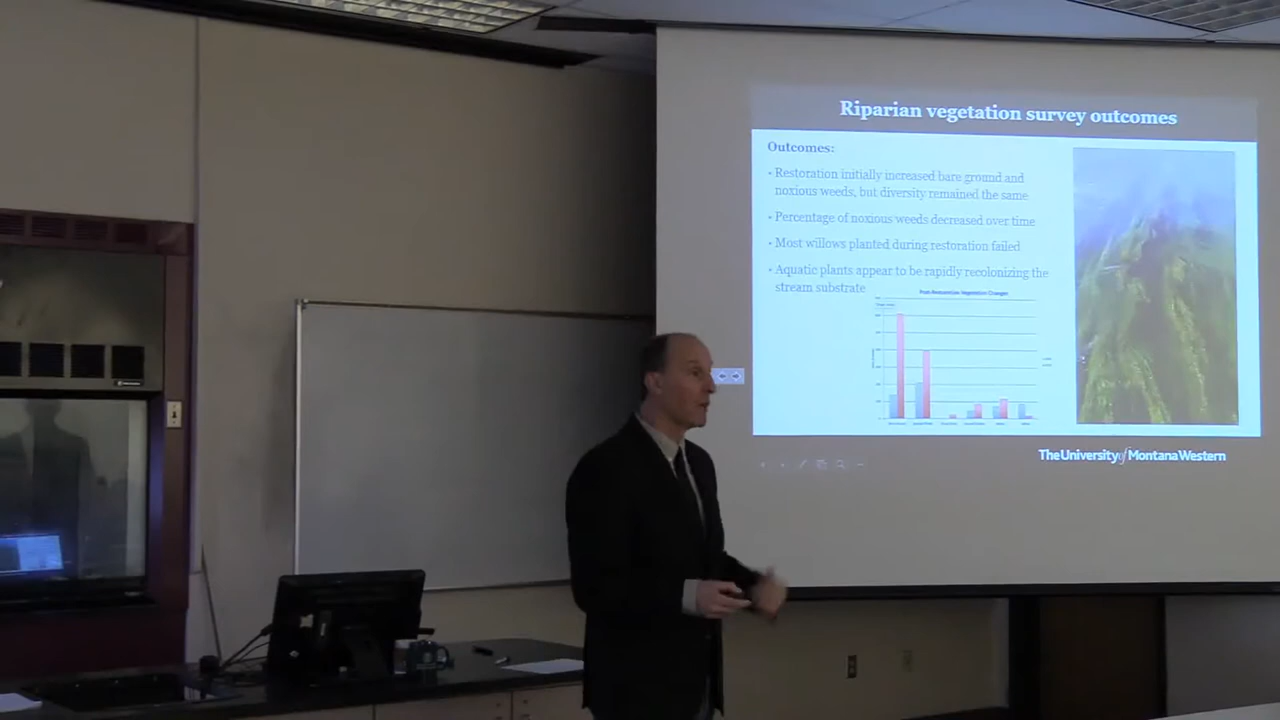 Riparian vegetation survey outcomes
Outcomes:
• Restoration initially increased bare ground and
noxious weeds, but diversity remained the same
• Percentage of noxious weeds decreased over time
• Most willows planted during restoration failed
• Aquatic plants appear to be rapidly recolonizing the
stream substrate
Post-Restoration Vegetation Changes
The University of Montana Western